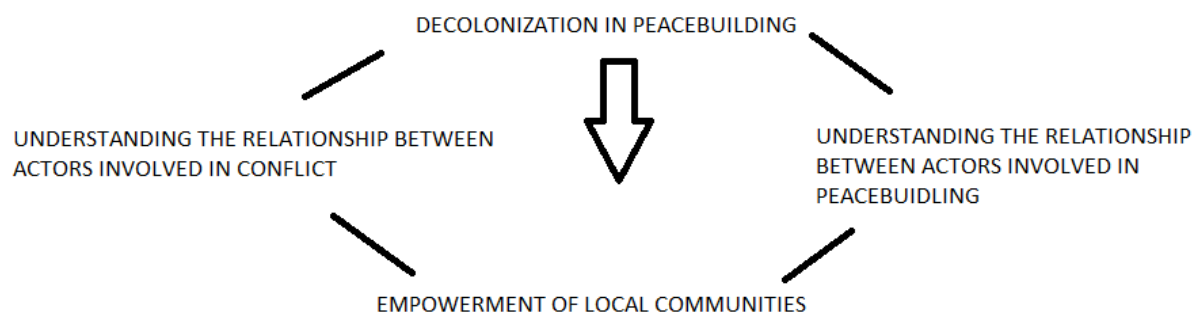 DECOLONIZATION IN PEACEBUILDING
UNDERSTANDING THE RELATIONSHIP BETWEEN
ACTORS INVOLVED IN CONFLICT
UNDERSTANDING THE RELATIONSHIP
BETWEEN ACTORS INVOLVED IN
PEACEBUIDLING
EMPOWERMENT OF LOCAL COMMUNITIES